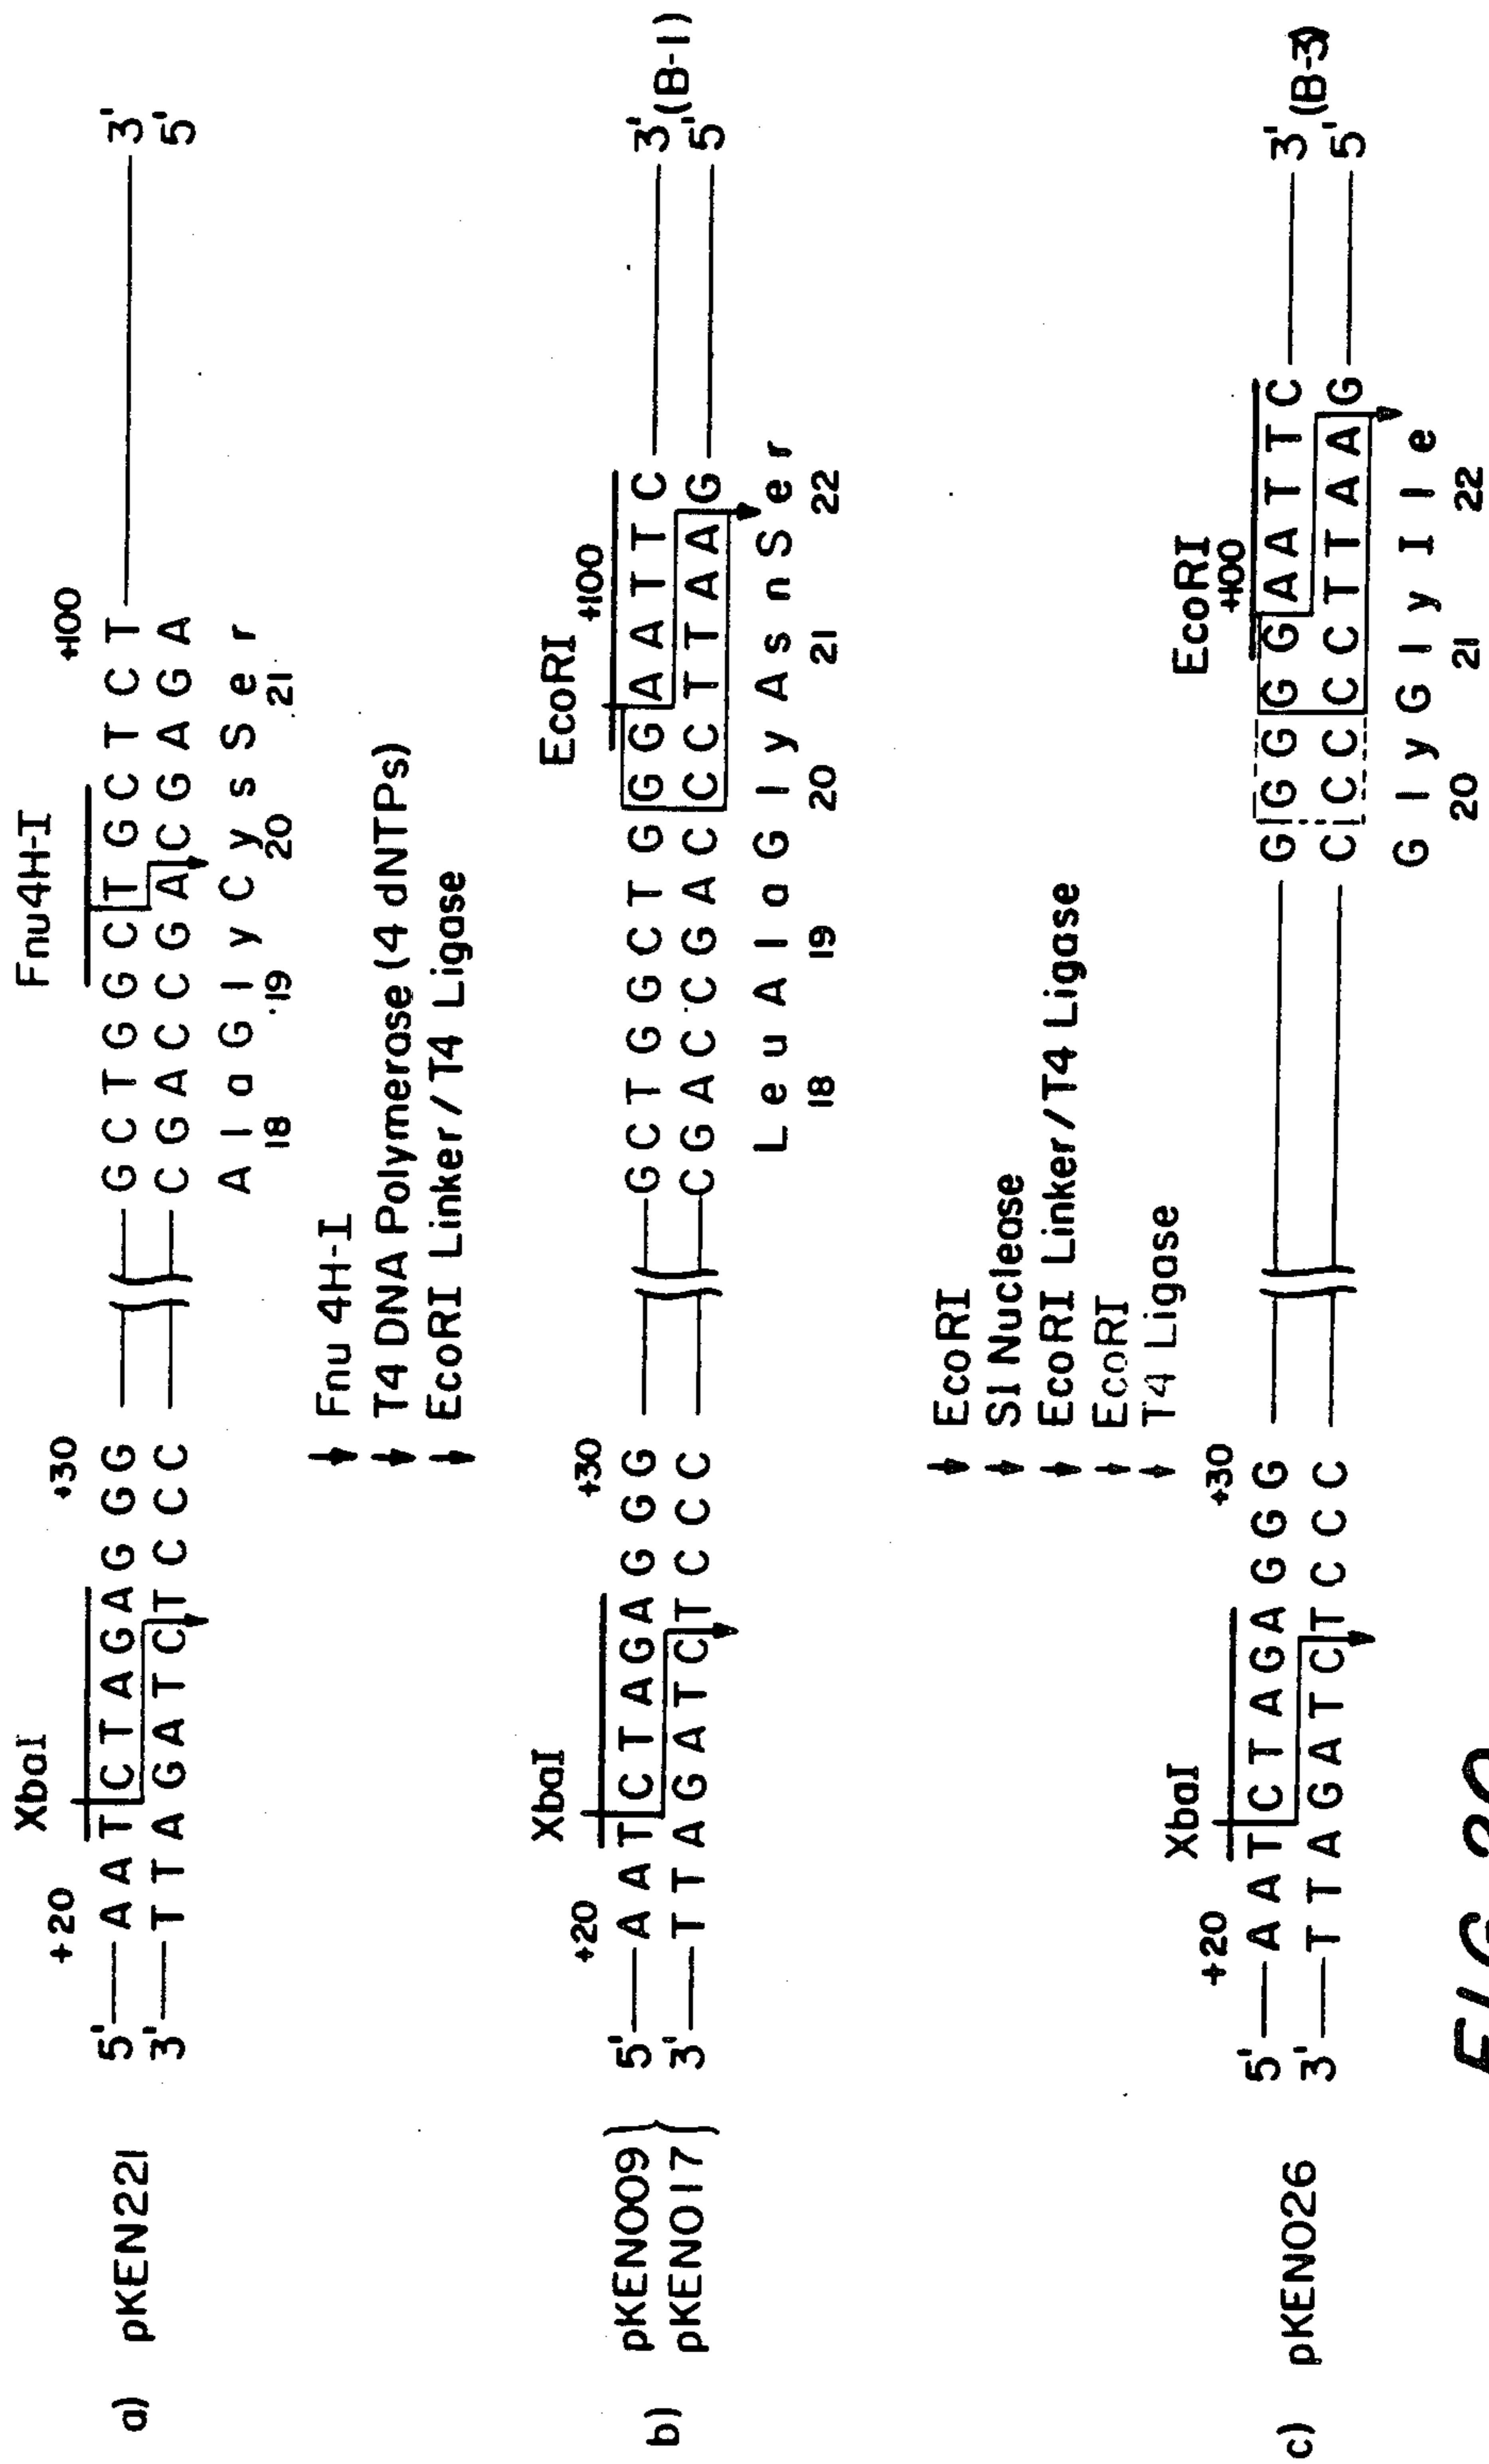 XbaI Fnu4H-I
+20 +30 +100
a) pKEN221 5' A A T C T A G A G G G G C T G G C T G C T C T 3'
3' T T A G A T C T C C C C G A C C G A C G A G A 5'
A l a G l y C y s S e r
18 19 20 21
Fnu 4H-I
T4 DNA Polymerase (4 dNTPs)
EcoRI Linker / T4 Ligase
XbaI EcoRI
+20 +30 +100
b) pKEN009 5' A A T C T A G A G G G G C T G G C T G G G A A T T C 3' (B-1)
pKEN017 3' T T A G A T C T C C C C G A C C G A C C C T T A A G 5'
L e u A l a G l y A s n S e r
18 19 20 21 22
EcoRI
S1 Nuclease
EcoRI Linker/T4 Ligase
EcoRI
T4 Ligase
XbaI EcoRI
+20 +30 +100
c) pKEN026 5' A A T C T A G A G G G G G G G G A A T T C 3' (B-3)
3' T T A G A T C T C C C C C C C C T T A A G 5'
G l y G l y I l e
20 21 22